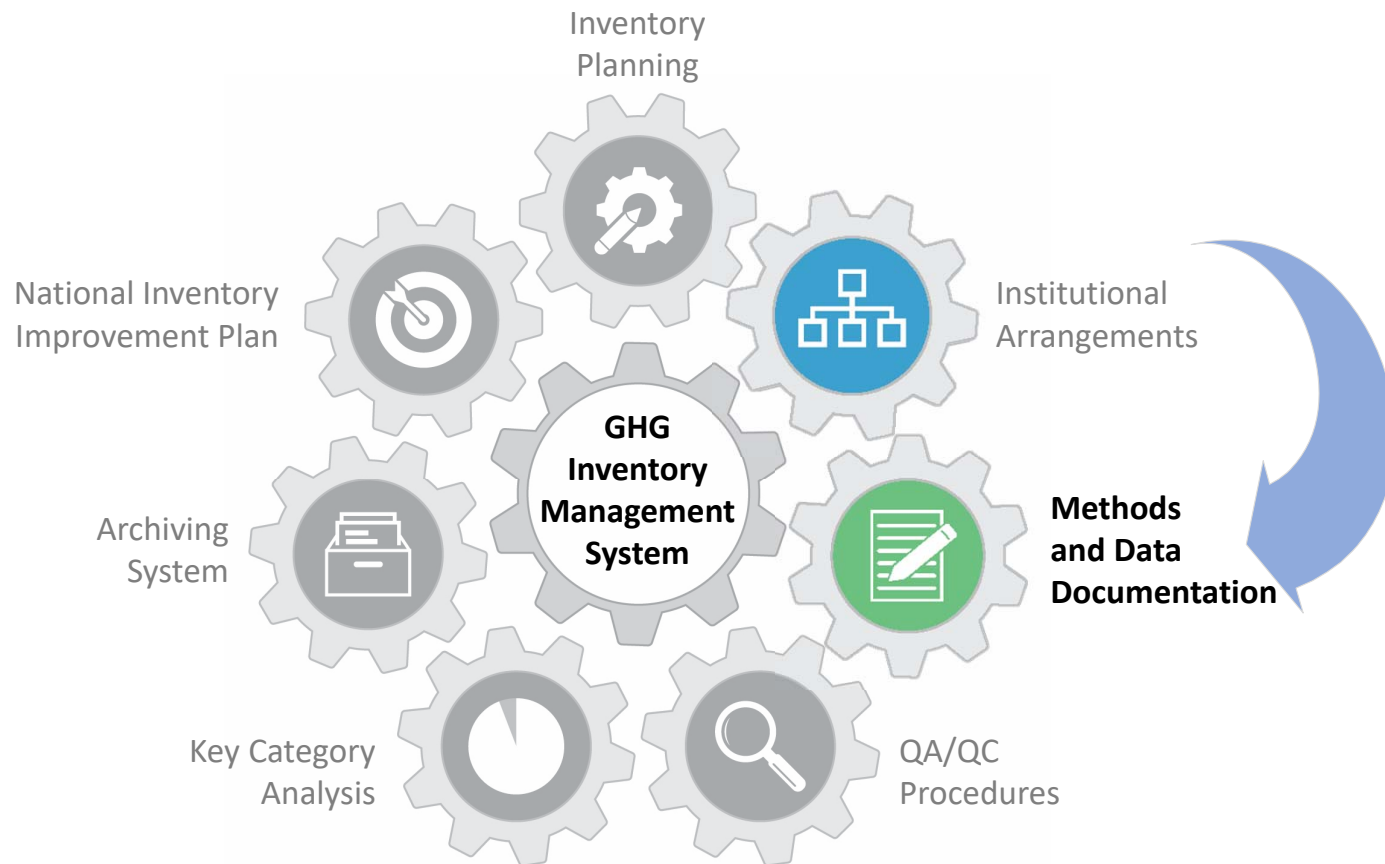 Inventory
Planning
National Inventory
Improvement Plan
Institutional
Arrangements
GHG
Inventory
Management
System
Archiving
System
Methods
and Data
Documentation
Key Category
Analysis
QA/QC
Procedures